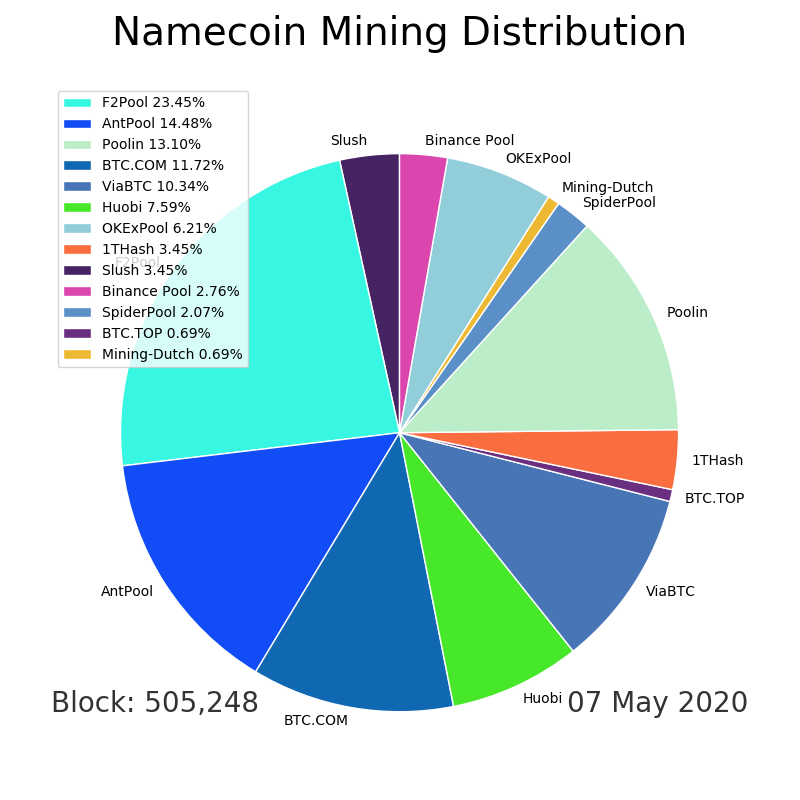 Namecoin Mining Distribution
F2Pool 23.45%
AntPool 14.48%
Poolin 13.10%
BTC.COM 11.72%
ViaBTC 10.34%
Huobi 7.59%
OKExPool 6.21%
1THash 3.45%
Slush 3.45%
Binance Pool 2.76%
SpiderPool 2.07%
BTC.TOP 0.69%
Mining-Dutch 0.69%
Slush
Binance Pool
OKExPool
Mining-Dutch
SpiderPool
F2Pool
Poolin
1THash
BTC.TOP
AntPool
ViaBTC
Huobi
BTC.COM
Block: 505,248
07 May 2020